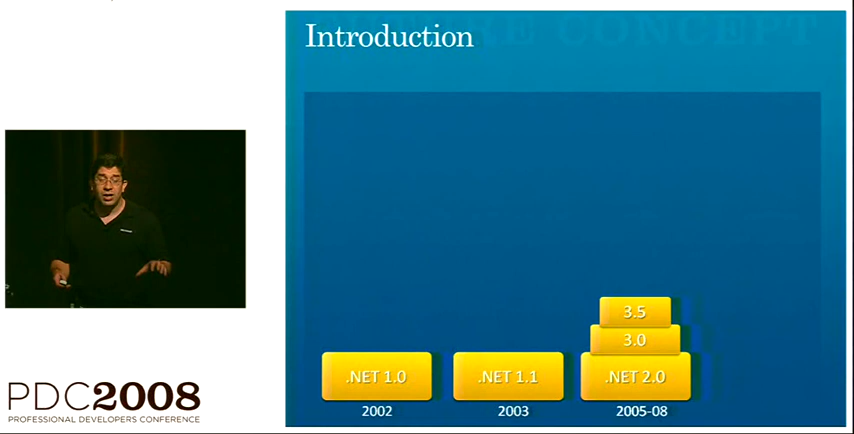 Introduction
3.5
3.0
.NET 1.0
.NET 1.1
.NET 2.0
2002
2003
2005-08
PDC2008
PROFESSIONAL DEVELOPERS CONFERENCE